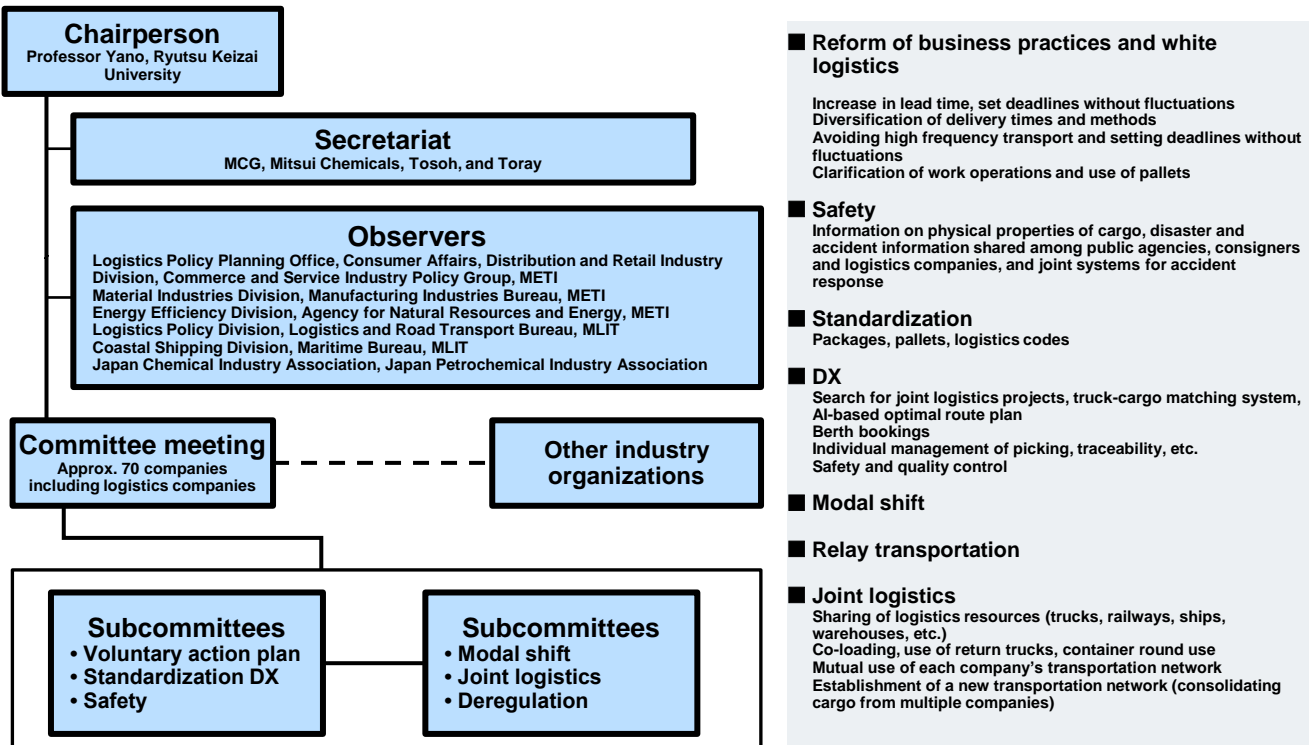 Chairperson
Professor Yano, Ryutsu Keizai
University
Secretariat
MCG, Mitsui Chemicals, Tosoh, and Toray
Observers
Logistics Policy Planning Office, Consumer Affairs, Distribution and Retail Industry
Division, Commerce and Service Industry Policy Group, METI
Material Industries Division, Manufacturing Industries Bureau, METI
Energy Efficiency Division, Agency for Natural Resources and Energy, METI
Logistics Policy Division, Logistics and Road Transport Bureau, MLIT
Coastal Shipping Division, Maritime Bureau, MLIT
Japan Chemical Industry Association, Japan Petrochemical Industry Association
Committee meeting
Approx. 70 companies
including logistics companies
Other industry
organizations
Subcommittees
• Voluntary action plan
• Standardization DX
• Safety
Subcommittees
• Modal shift
• Joint logistics
• Deregulation
■ Reform of business practices and white
logistics
Increase in lead time, set deadlines without fluctuations
Diversification of delivery times and methods
Avoiding high frequency transport and setting deadlines without
fluctuations
Clarification of work operations and use of pallets
■ Safety
Information on physical properties of cargo, disaster and
accident information shared among public agencies, consigners
and logistics companies, and joint systems for accident
response
■ Standardization
Packages, pallets, logistics codes
■ DX
Search for joint logistics projects, truck-cargo matching system,
AI-based optimal route plan
Berth bookings
Individual management of picking, traceability, etc.
Safety and quality control
■ Modal shift
■ Relay transportation
■ Joint logistics
Sharing of logistics resources (trucks, railways, ships,
warehouses, etc.)
Co-loading, use of return trucks, container round use
Mutual use of each company's transportation network
Establishment of a new transportation network (consolidating
cargo from multiple companies)